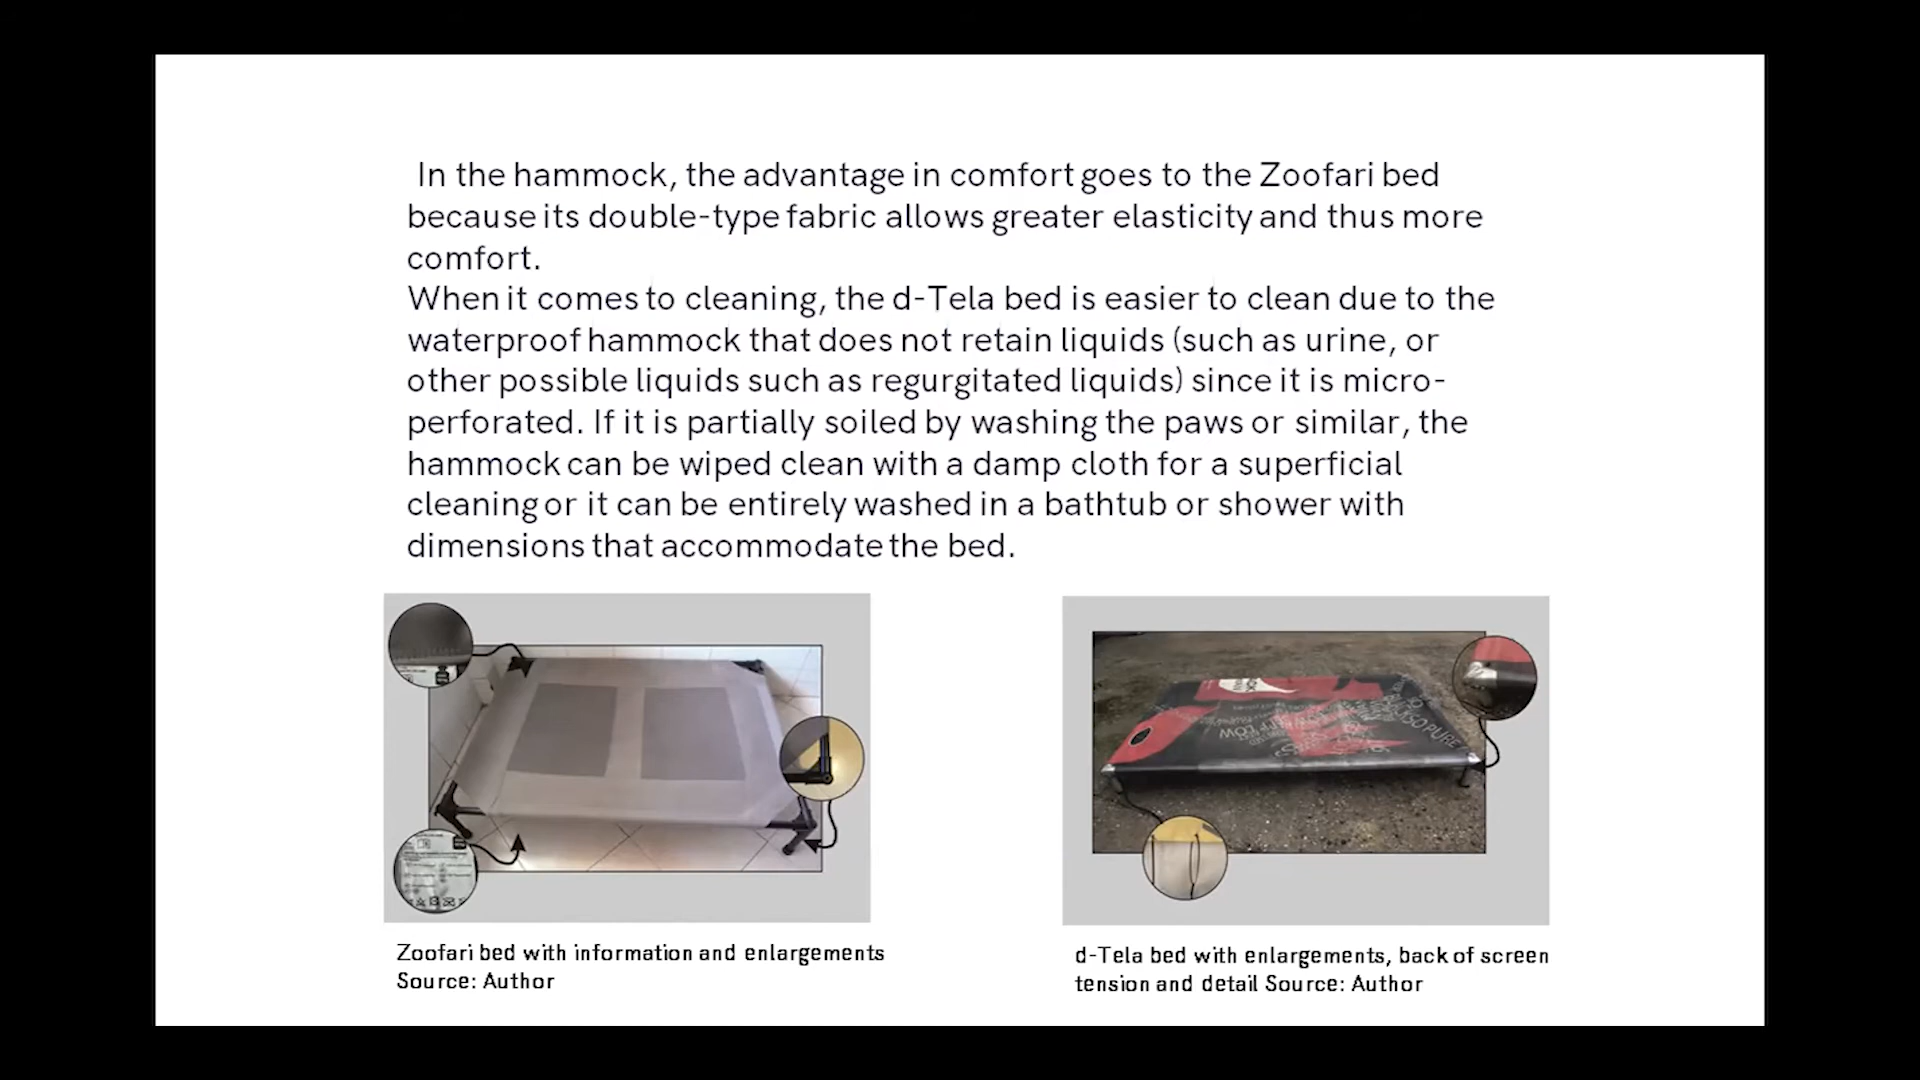 In the hammock, the advantage in comfort goes to the Zoofari bed
because its double-type fabric allows greater elasticity and thus more
comfort.
When it comes to cleaning, the d-Tela bed is easier to clean due to the
waterproof hammock that does not retain liquids (such as urine, or
other possible liquids such as regurgitated liquids) since it is micro-
perforated. If it is partially soiled by washing the paws or similar, the
hammock can be wiped clean with a damp cloth for a superficial
cleaning or it can be entirely washed in a bathtub or shower with
dimensions that accommodate the bed.
Zoofari bed with information and enlargements
Source: Author
PURE
LOW
d-Tela bed with enlargements, back of screen
tension and detail Source: Author